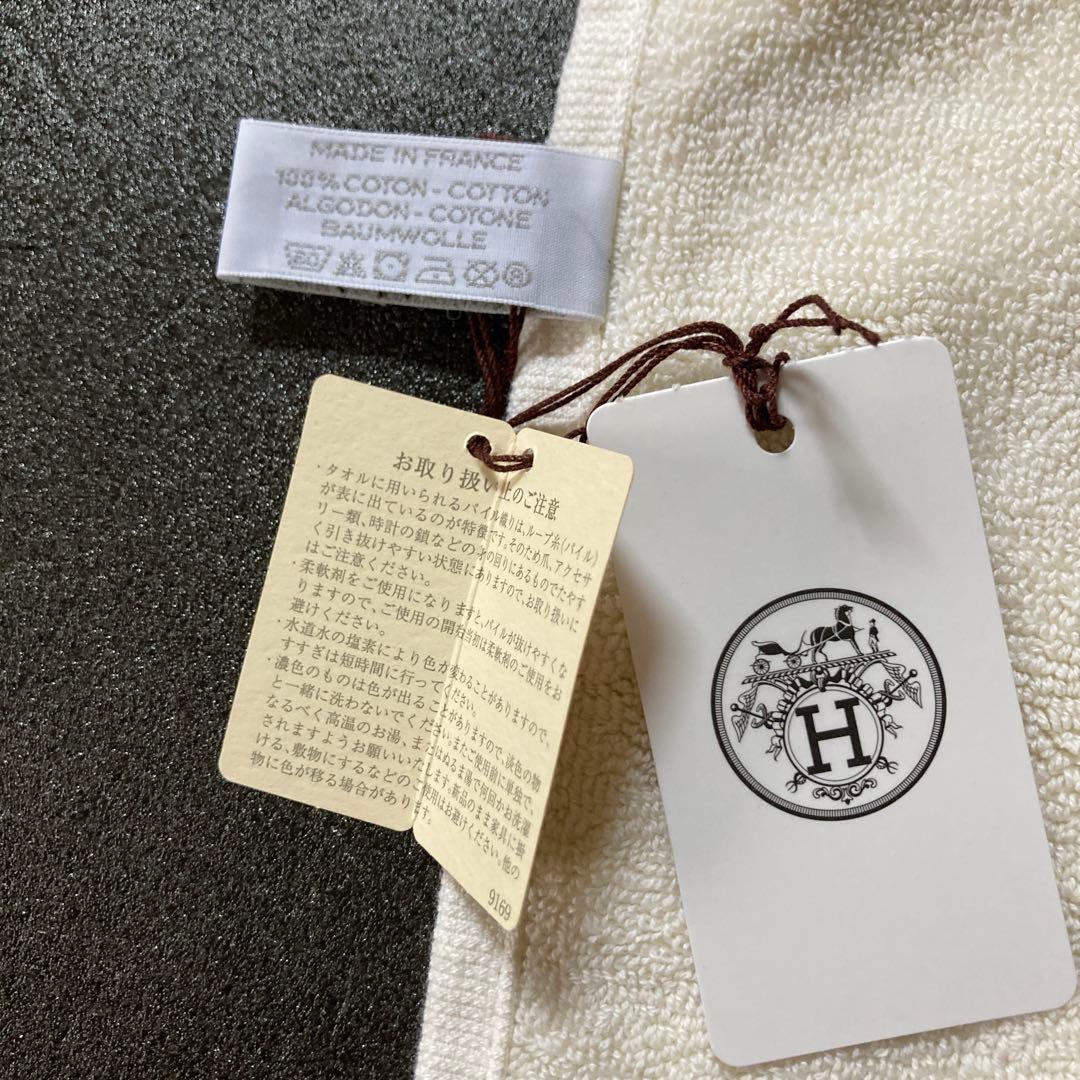 MADE IN FRANCE
100% COTON - COTTON
ALGODON - COTONE
BAUMWOLLE
お取り扱い上のご注意
・タオルに用いられるパイル織りは、ループ糸(パイル)
が表に出ているのが特徴です。そのため爪、アクセサ
リー類、時計の鎖などの身の回りにあるものでたやす
く引き抜けやすい状態にありますので、お取り扱いに
はご注意ください。
・柔軟剤をご使用になりますと、パイルが抜けやすくな
りますので、ご使用の開始当初は柔軟剤のご使用をお
避けください。
・水道水の塩素により色が変わることがありますので、
すすぎは短時間に行ってください。
・濃色のものは色が出ることがありますので、淡色の物
と一緒に洗わないでください。またご使用前に単独で、
なるべく高温のお湯、またはぬるま湯で何回かお洗濯
されますようお願いいたします。新品のまま家具に掛
ける、敷物にするなどのご使用はお避けください。他の
物に色が移る場合があります。
9169
H